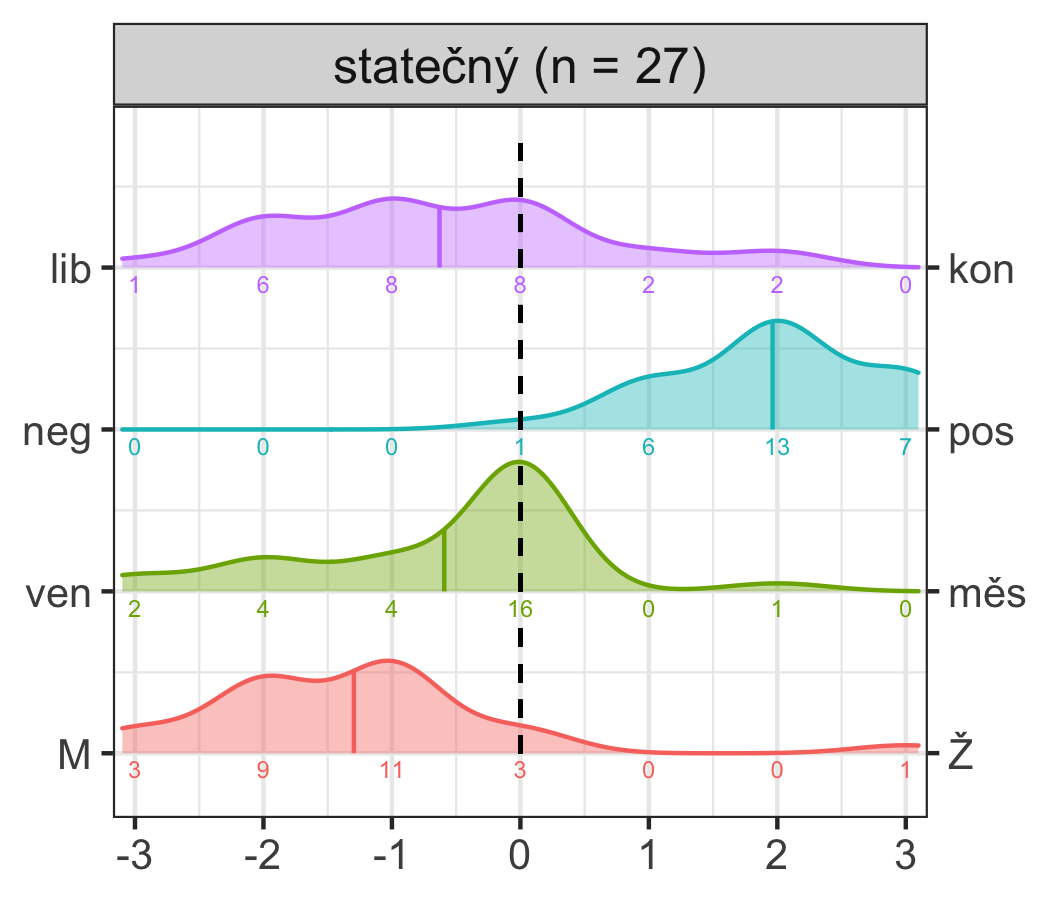 statečný (n = 27)
lib kon
1 6 8 8 2 2 0
neg pos
0 0 0 1 6 13 7
ven měs
2 4 4 16 0 1 0
M Ž
3 9 11 3 0 0 1
-3 -2 -1 0 1 2 3